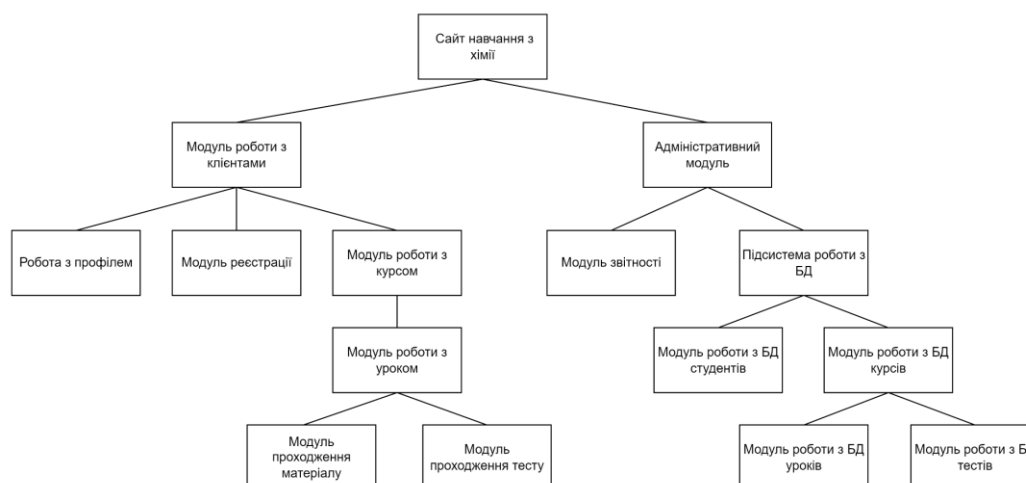 Сайт навчання з
хімії
Модуль роботи з
клієнтами
Адміністративний
модуль
Робота з профілем
Модуль реєстрації
Модуль роботи з
курсом
Модуль звітності
Підсистема роботи з
БД
Модуль роботи з
уроком
Модуль роботи з БД
студентів
Модуль роботи з БД
курсів
Модуль
проходження
матеріалу
Модуль
проходження тесту
Модуль роботи з БД
уроків
Модуль роботи з Б
тестів